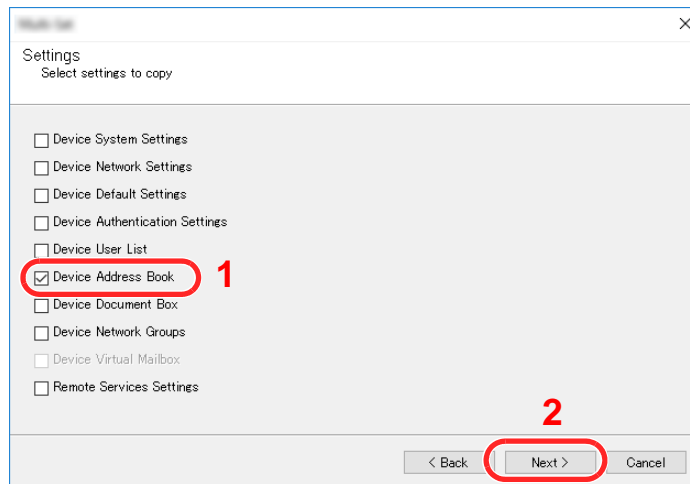 Settings
Select settings to copy
Device System Settings
Device Network Settings
Device Default Settings
Device Authentication Settings
Device User List
Device Address Book 1
Device Document Box
Device Network Groups
Device Virtual Mailbox
Remote Services Settings
2
< Back Next > Cancel